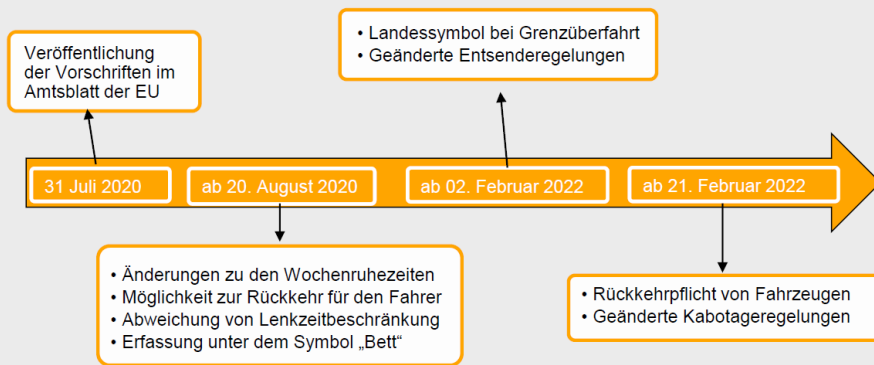 Veröffentlichung
der Vorschriften im
Amtsblatt der EU
• Landessymbol bei Grenzüberfahrt
• Geänderte Entsenderegelungen
31 Juli 2020
ab 20. August 2020
ab 02. Februar 2022
ab 21. Februar 2022
• Änderungen zu den Wochenruhezeiten
• Möglichkeit zur Rückkehr für den Fahrer
• Abweichung von Lenkzeitbeschränkung
• Erfassung unter dem Symbol „Bett“
• Rückkehrpflicht von Fahrzeugen
• Geänderte Kabotageregelungen